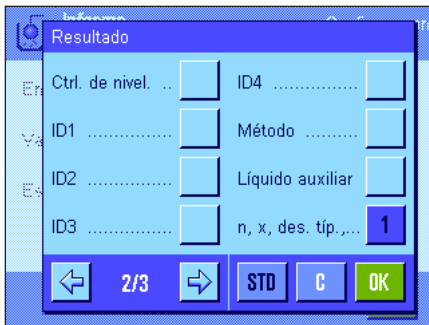 Resultado
Ctrl. de nivel. ..
ID4 ................
ID1 ................
Método ..........
ID2 ................
Líquido auxiliar
ID3 ................
n, x, des. típ.,... 1
2/3 STD C OK